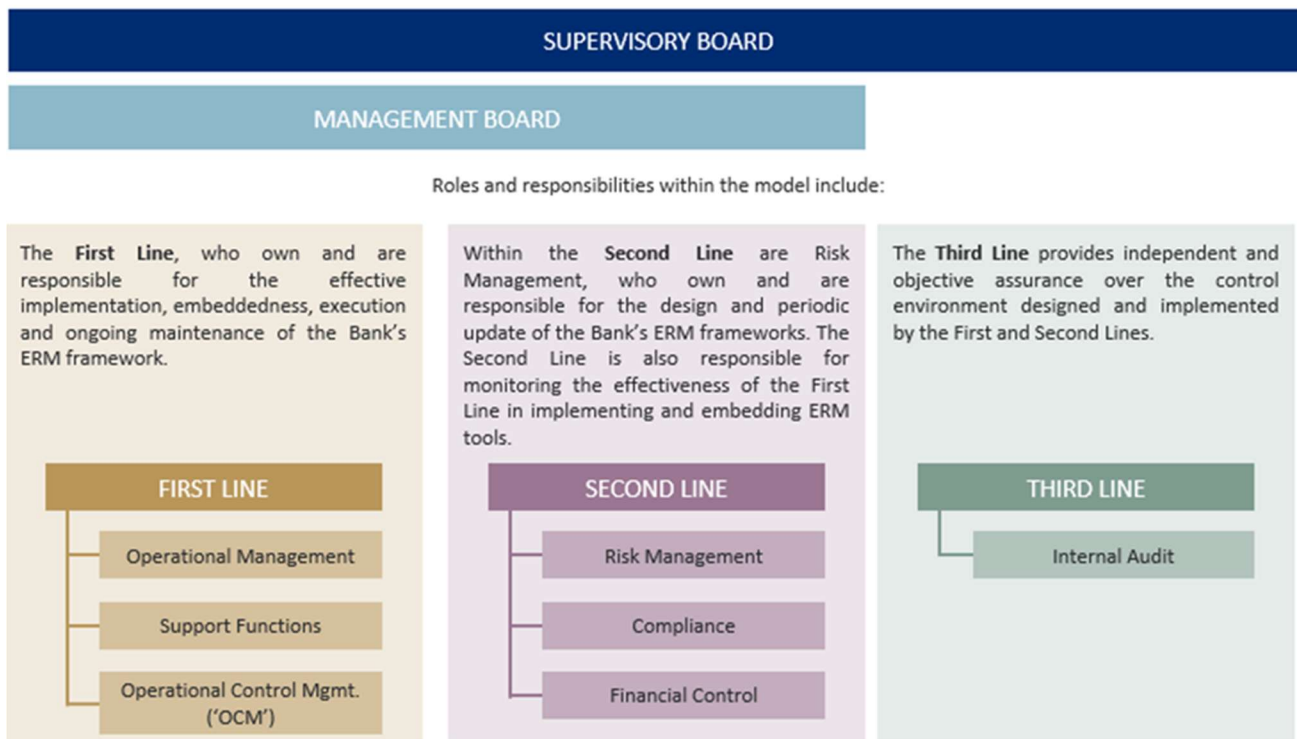 SUPERVISORY BOARD
MANAGEMENT BOARD
Roles and responsibilities within the model include:
The First Line, who own and are
responsible for the effective
implementation, embeddedness, execution
and ongoing maintenance of the Bank’s
ERM framework.
Within the Second Line are Risk
Management, who own and are
responsible for the design and periodic
update of the Bank’s ERM frameworks. The
Second Line is also responsible for
monitoring the effectiveness of the First
Line in implementing and embedding ERM
tools.
The Third Line provides independent and
objective assurance over the control
environment designed and implemented
by the First and Second Lines.
FIRST LINE
Operational Management
Support Functions
Operational Control Mgmt.
(‘OCM’)
SECOND LINE
Risk Management
Compliance
Financial Control
THIRD LINE
Internal Audit